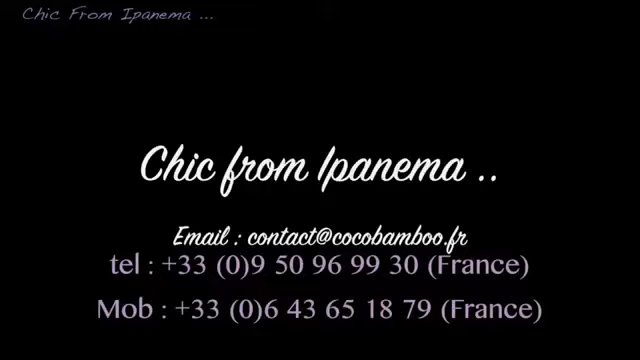 Chic From Ipanema ...
Chic from Ipanema ..
Email : contact@cocobamboo.fr
tel : +33 (0)9 50 96 99 30 (France)
Mob : +33 (0)6 43 65 18 79 (France)